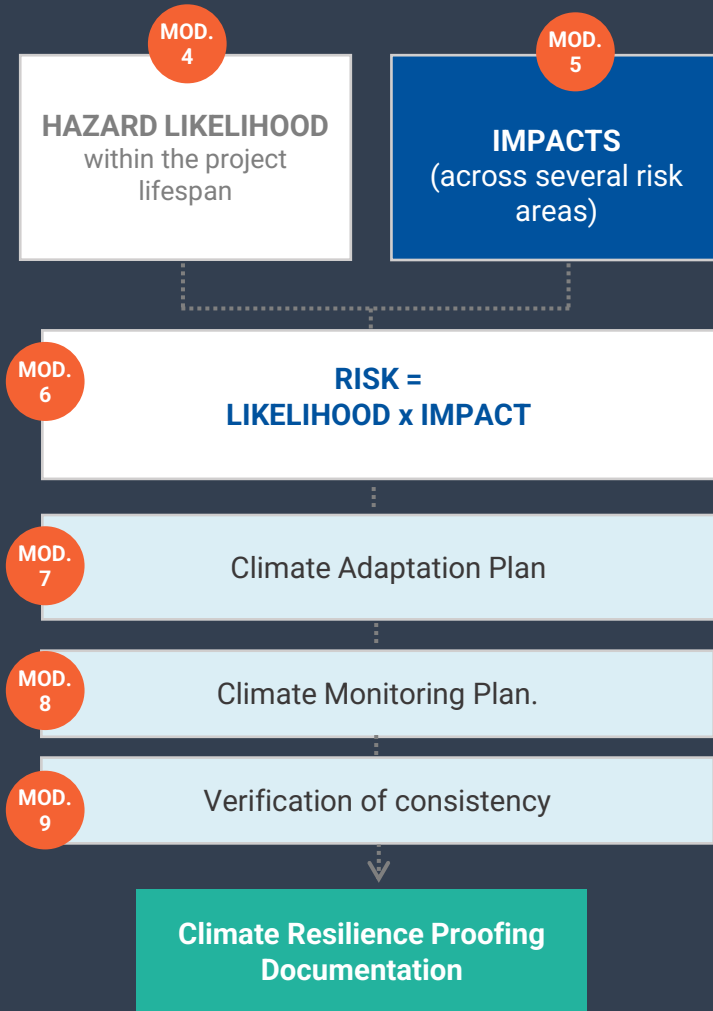 MOD.
4
HAZARD LIKELIHOOD
within the project
lifespan
MOD.
5
IMPACTS
(across several risk
areas)
MOD.
6
RISK =
LIKELIHOOD x IMPACT
MOD.
7
Climate Adaptation Plan
MOD.
8
Climate Monitoring Plan.
MOD.
9
Verification of consistency
Climate Resilience Proofing
Documentation